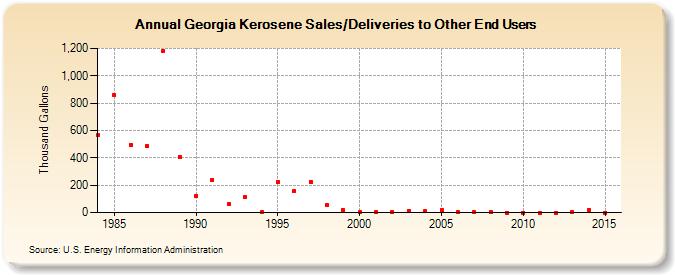 Annual Georgia Kerosene Sales/Deliveries to Other End Users
Thousand Gallons
1,200
1,000
800
600
400
200
0
1985 1990 1995 2000 2005 2010 2015
Source: U.S. Energy Information Administration